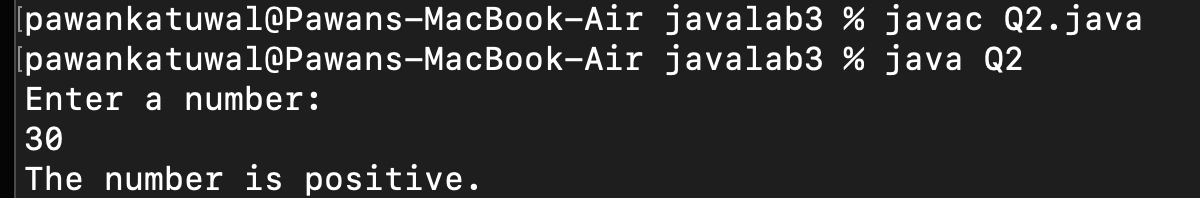 [pawankatuwal@Pawans-MacBook-Air javalab3 % javac Q2.java
[pawankatuwal@Pawans-MacBook-Air javalab3 % java Q2
Enter a number:
30
The number is positive.